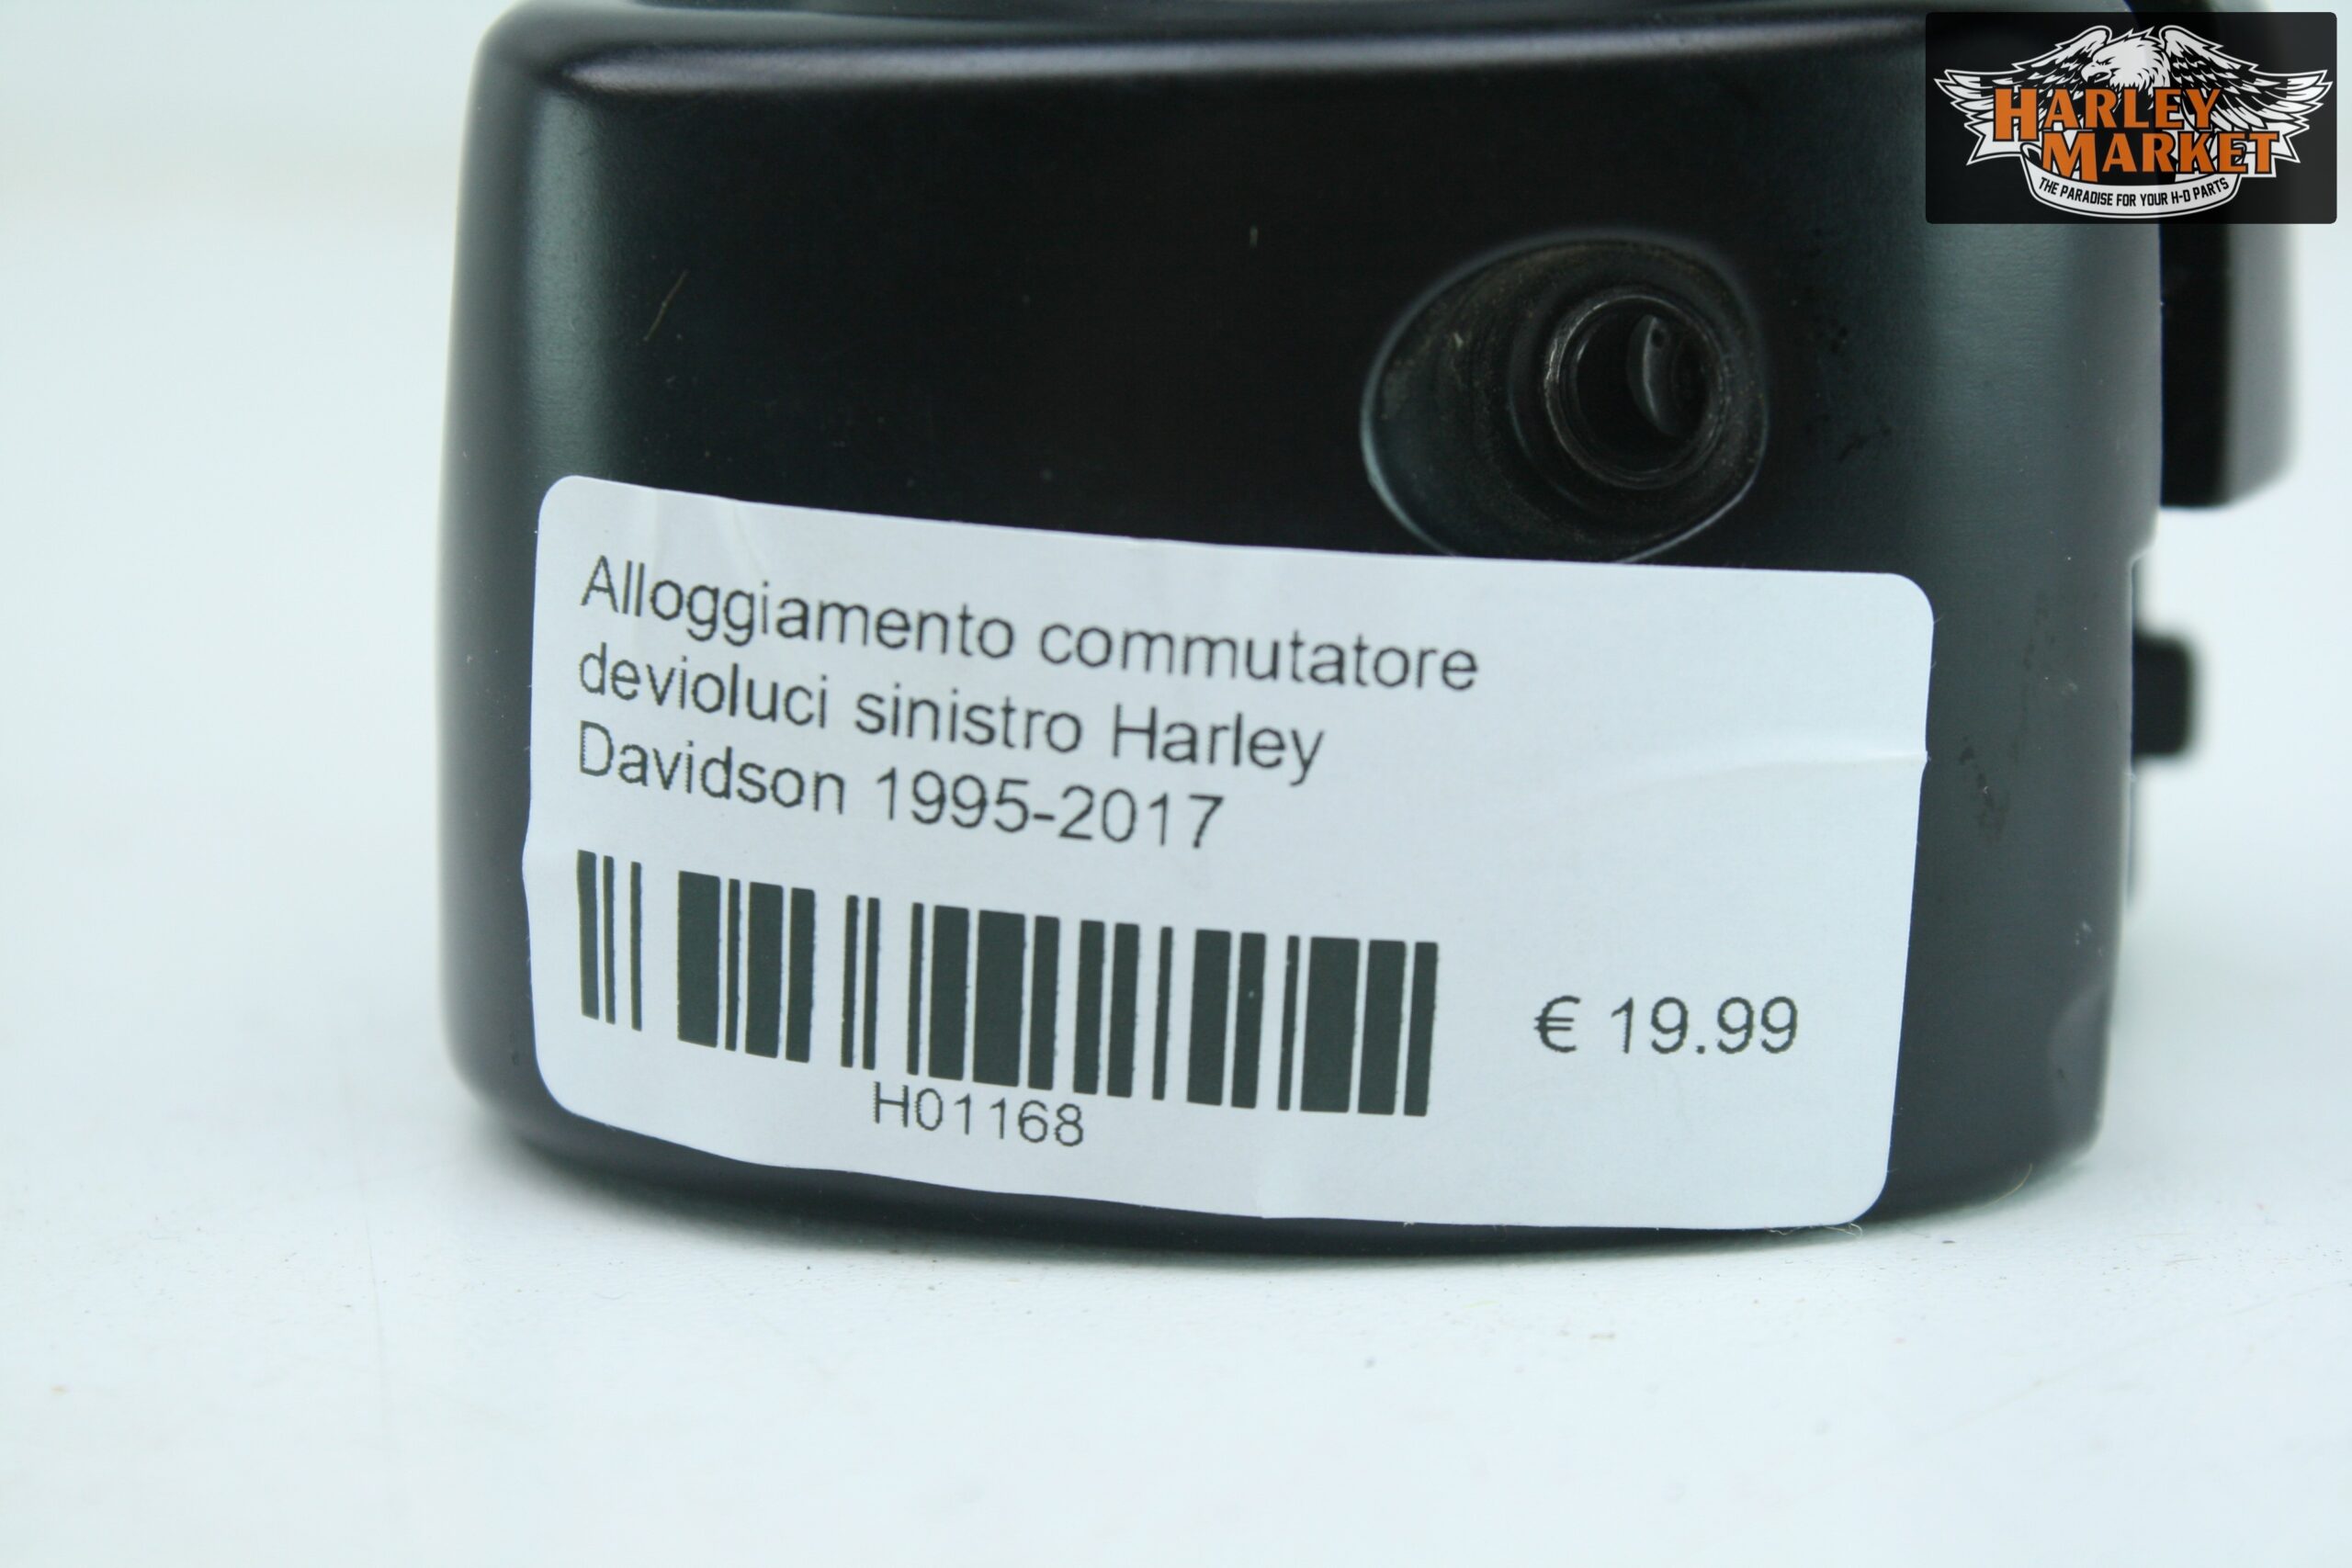 HARLEY
MARKET
THE PARADISE FOR YOUR H-D PARTS
Alloggiamento commutatore
devioluci sinistro Harley
Davidson 1995-2017
€ 19.99
H01168